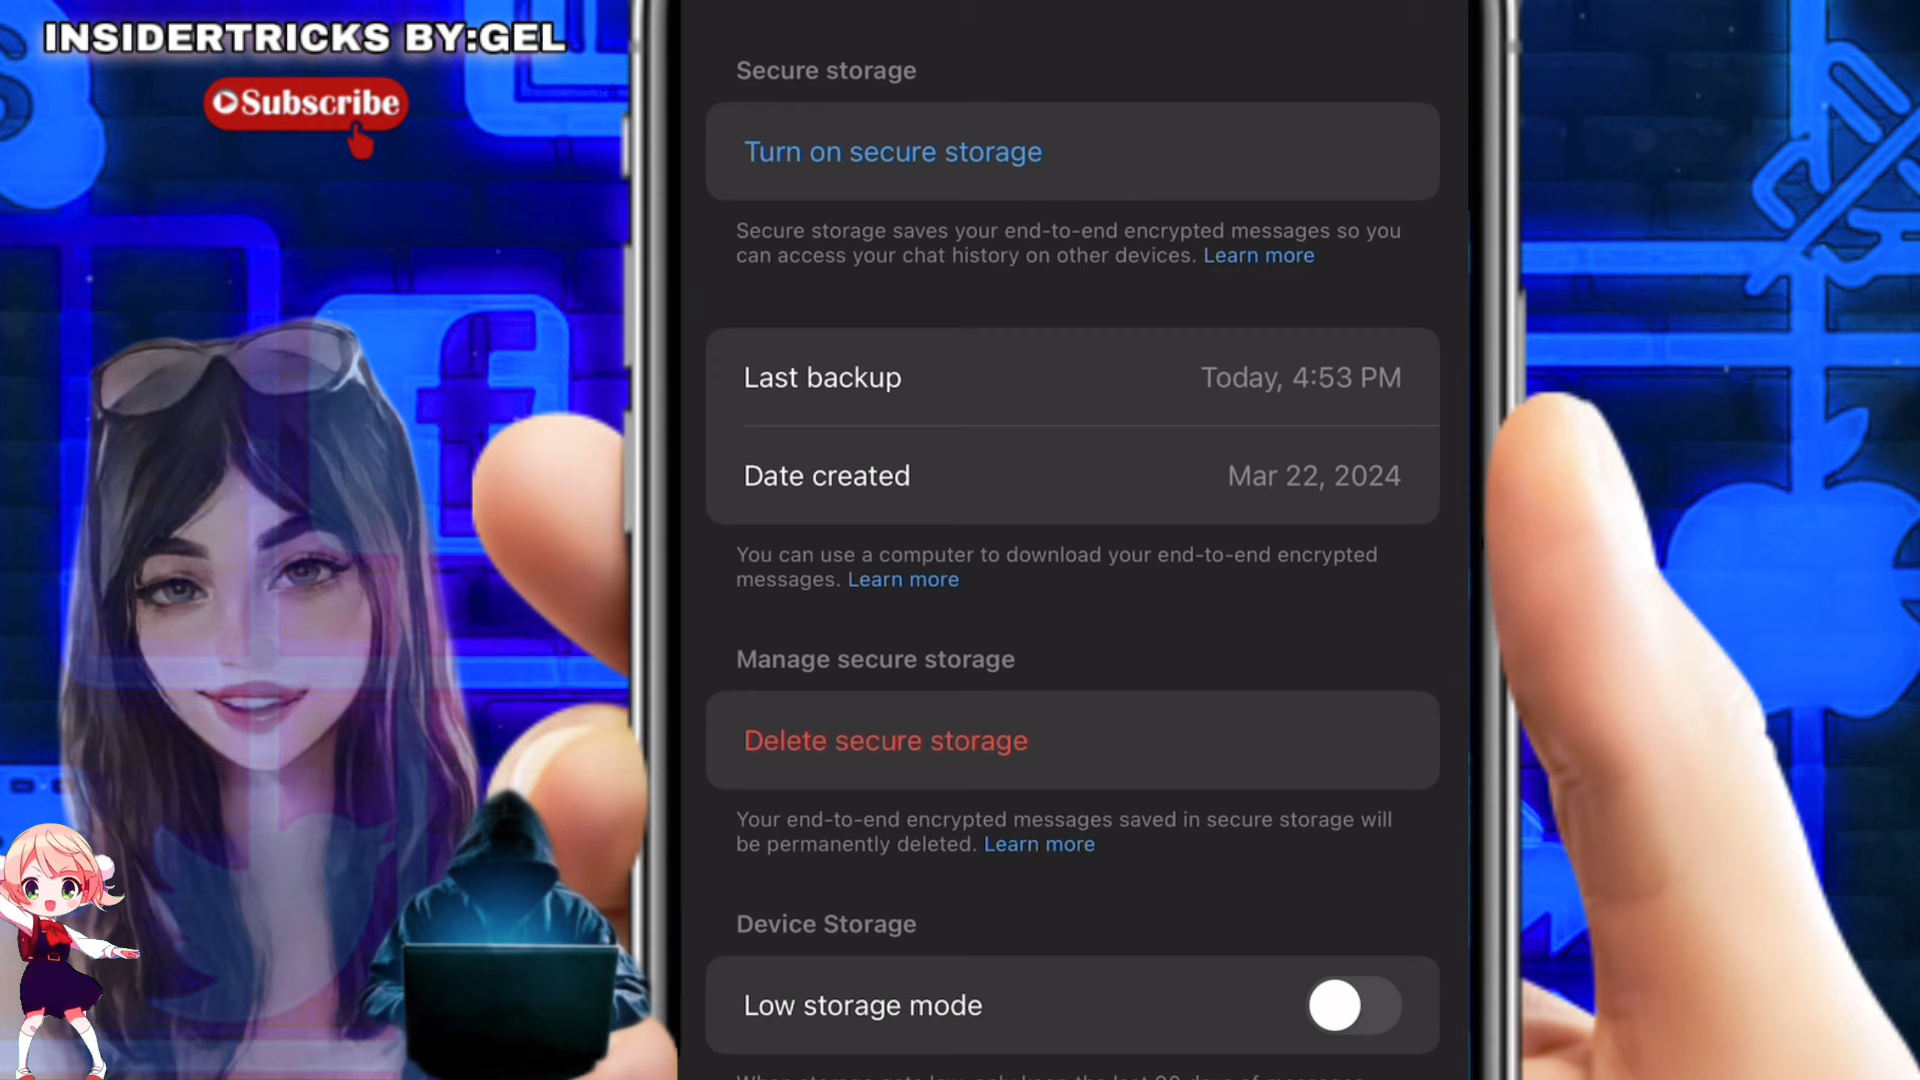 INSIDERTRICKS BY:GEL
Subscribe
Secure storage
Turn on secure storage
Secure storage saves your end-to-end encrypted messages so you
can access your chat history on other devices. Learn more
Last backup Today, 4:53 PM
Date created Mar 22, 2024
You can use a computer to download your end-to-end encrypted
messages. Learn more
Manage secure storage
Delete secure storage
Your end-to-end encrypted messages saved in secure storage will
be permanently deleted. Learn more
Device Storage
Low storage mode